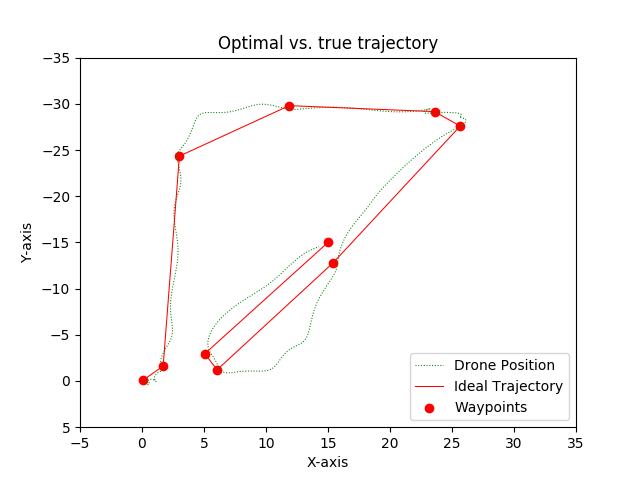 Optimal vs. true trajectory
−35
−30
−25
−20
−15
−10
−5
0
5
Y-axis
−5 0 5 10 15 20 25 30 35
X-axis
Drone Position
Ideal Trajectory
Waypoints